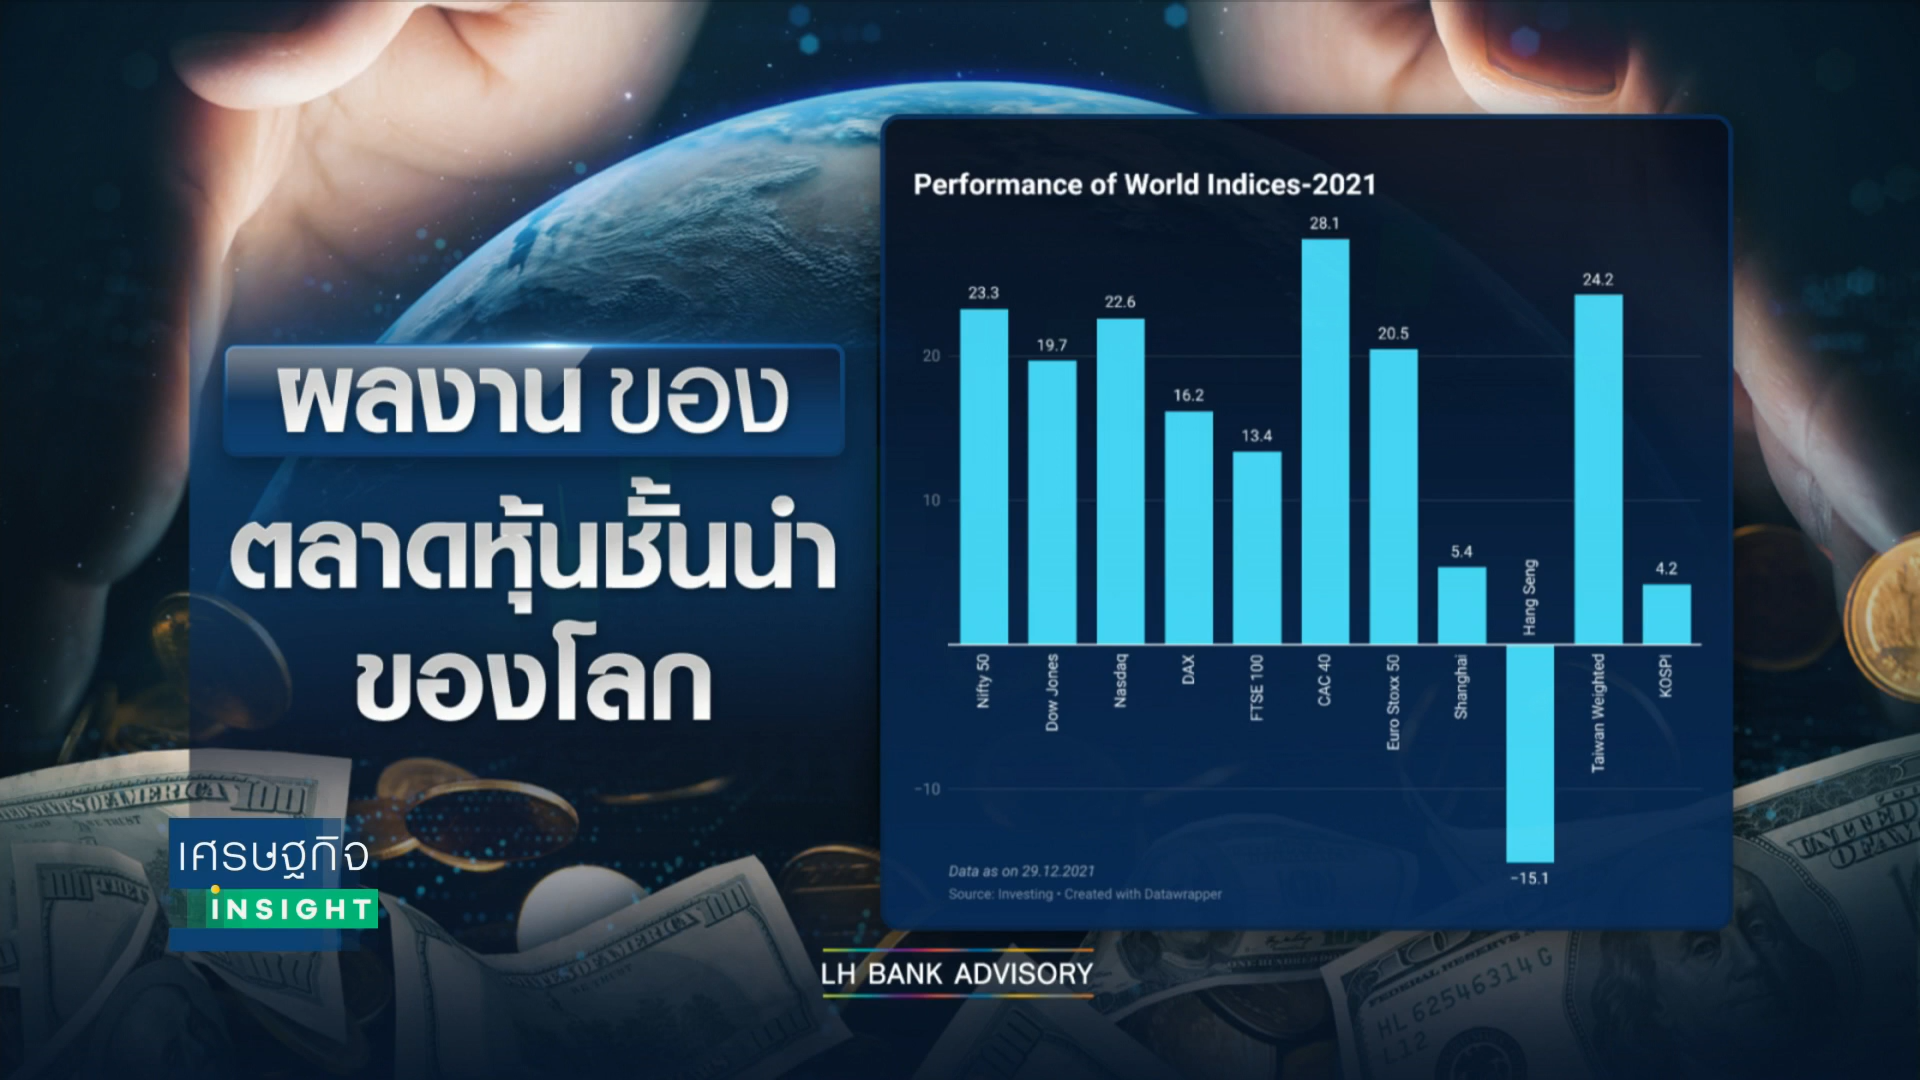 ผลงาน ของ
ตลาดหุ้นชั้นนำ
ของโลก
Performance of World Indices-2021
28.1
24.2
23.3
22.6
20.5
19.7
16.2
13.4
5.4
4.2
-15.1
20
10
-10
Nifty 50
Dow Jones
Nasdaq
DAX
FTSE 100
CAC 40
Euro Stoxx 50
Shanghai
Hang Seng
Taiwan Weighted
KOSPI
Data as on 29.12.2021
Source: Investing • Created with Datawrapper
เศรษฐกิจ
iNSIGHT
LH BANK ADVISORY
100
HL 62546314 G
L12